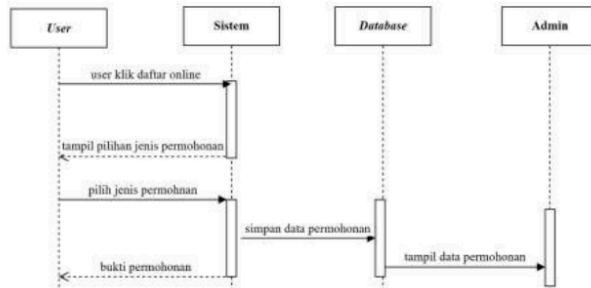 User
Sistem
Database
Admin
user klik daftar online
tampil pilihan jenis permohonan
pilih jenis permohnan
simpan data permohonan
tampil data permohonan
bukti permohonan